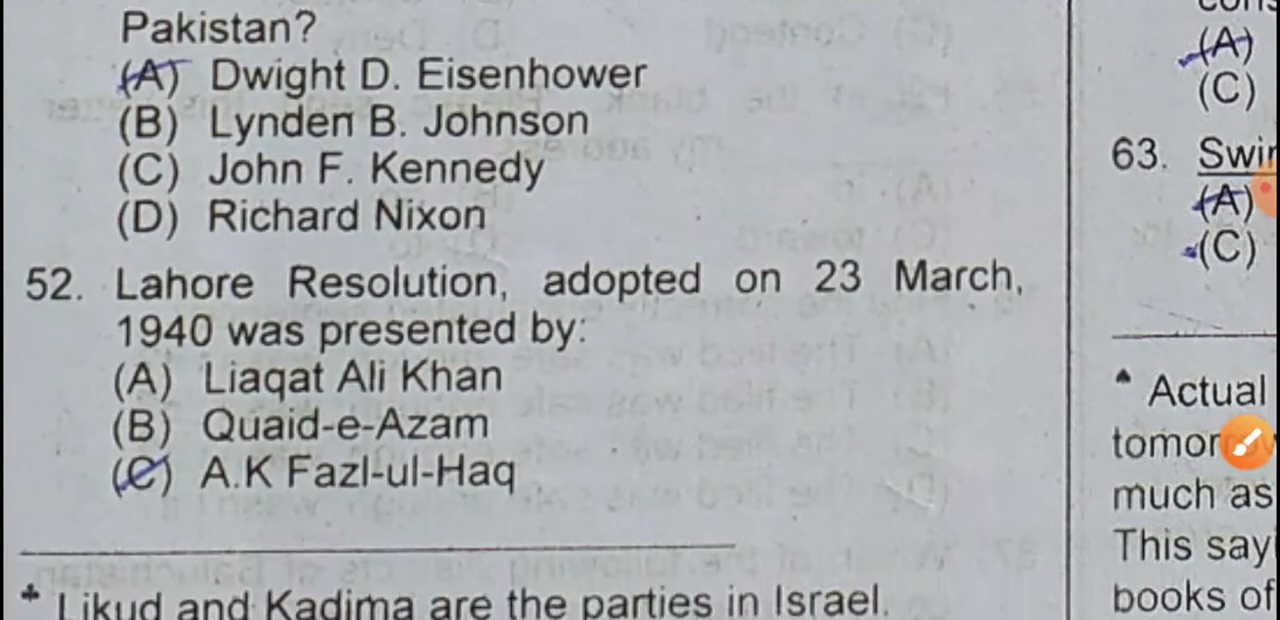 Pakistan?
(A) Dwight D. Eisenhower
(B) Lynden B. Johnson
(C) John F. Kennedy
(D) Richard Nixon
52. Lahore Resolution, adopted on 23 March,
1940 was presented by:
(A) Liaqat Ali Khan
(B) Quaid-e-Azam
(C) A.K Fazl-ul-Haq
Likud and Kadima are the parties in Israel.
(A)
(C)
63.
(A)
(C)
Actual
much as
This say
books of